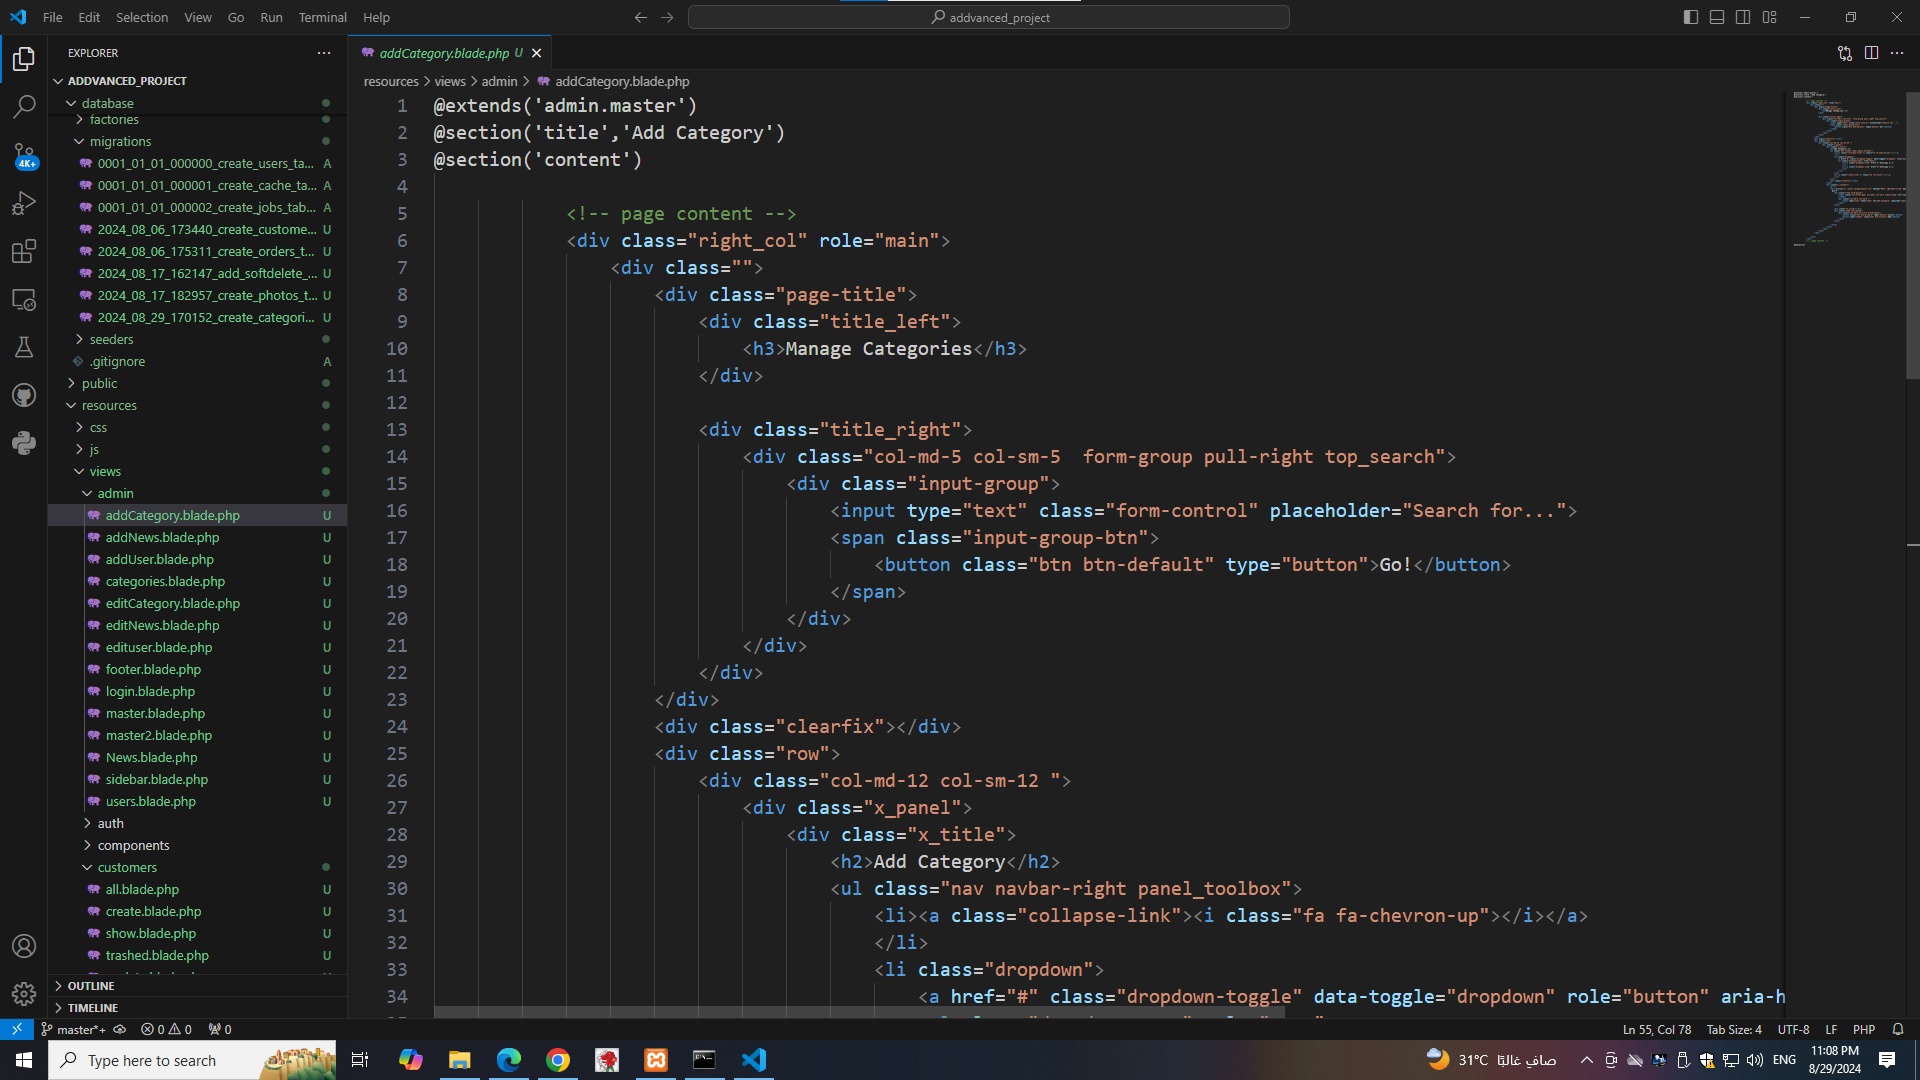 File Edit Selection View Go Run Terminal Help
addvanced_project
EXPLORER
ADDVANCED_PROJECT
database
factories
migrations
0001_01_01_000000_create_users_ta... A
0001_01_01_000001_create_cache_ta... A
0001_01_01_000002_create_jobs_tab... A
2024_08_06_173440_create_custome... U
2024_08_06_175311_create_orders_t... U
2024_08_17_162147_add_softdelete_... U
2024_08_17_182957_create_photos_t... U
2024_08_29_170152_create_categori... U
seeders
.gitignore A
public
resources
css
js
views
admin
addCategory.blade.php U
addNews.blade.php U
addUser.blade.php U
categories.blade.php U
editCategory.blade.php U
editNews.blade.php U
edituser.blade.php U
footer.blade.php U
login.blade.php U
master.blade.php U
master2.blade.php U
News.blade.php U
sidebar.blade.php U
users.blade.php U
auth
components
customers
all.blade.php U
create.blade.php U
show.blade.php U
trashed.blade.php U
OUTLINE
TIMELINE
4K+
addCategory.blade.php U
resources > views > admin > addCategory.blade.php
1 @extends('admin.master')
2 @section('title','Add Category')
3 @section('content')
4
5 <!-- page content -->
6 <div class="right_col" role="main">
7 <div class="">
8 <div class="page-title">
9 <div class="title_left">
10 <h3>Manage Categories</h3>
11 </div>
12
13 <div class="title_right">
14 <div class="col-md-5 col-sm-5  form-group pull-right top_search">
15 <div class="input-group">
16 <input type="text" class="form-control" placeholder="Search for...">
17 <span class="input-group-btn">
18 <button class="btn btn-default" type="button">Go!</button>
19 </span>
20 </div>
21 </div>
22 </div>
23 </div>
24 <div class="clearfix"></div>
25 <div class="row">
26 <div class="col-md-12 col-sm-12 ">
27 <div class="x_panel">
28 <div class="x_title">
29 <h2>Add Category</h2>
30 <ul class="nav navbar-right panel_toolbox">
31 <li><a class="collapse-link"><i class="fa fa-chevron-up"></i></a>
32 </li>
33 <li class="dropdown">
34 <a href="#" class="dropdown-toggle" data-toggle="dropdown" role="button" aria-h
master*+ 0 0 0
Ln 55, Col 78 Tab Size: 4 UTF-8 LF PHP
Type here to search
31°C صافٍ غالبًا
ENG
11:08 PM
8/29/2024